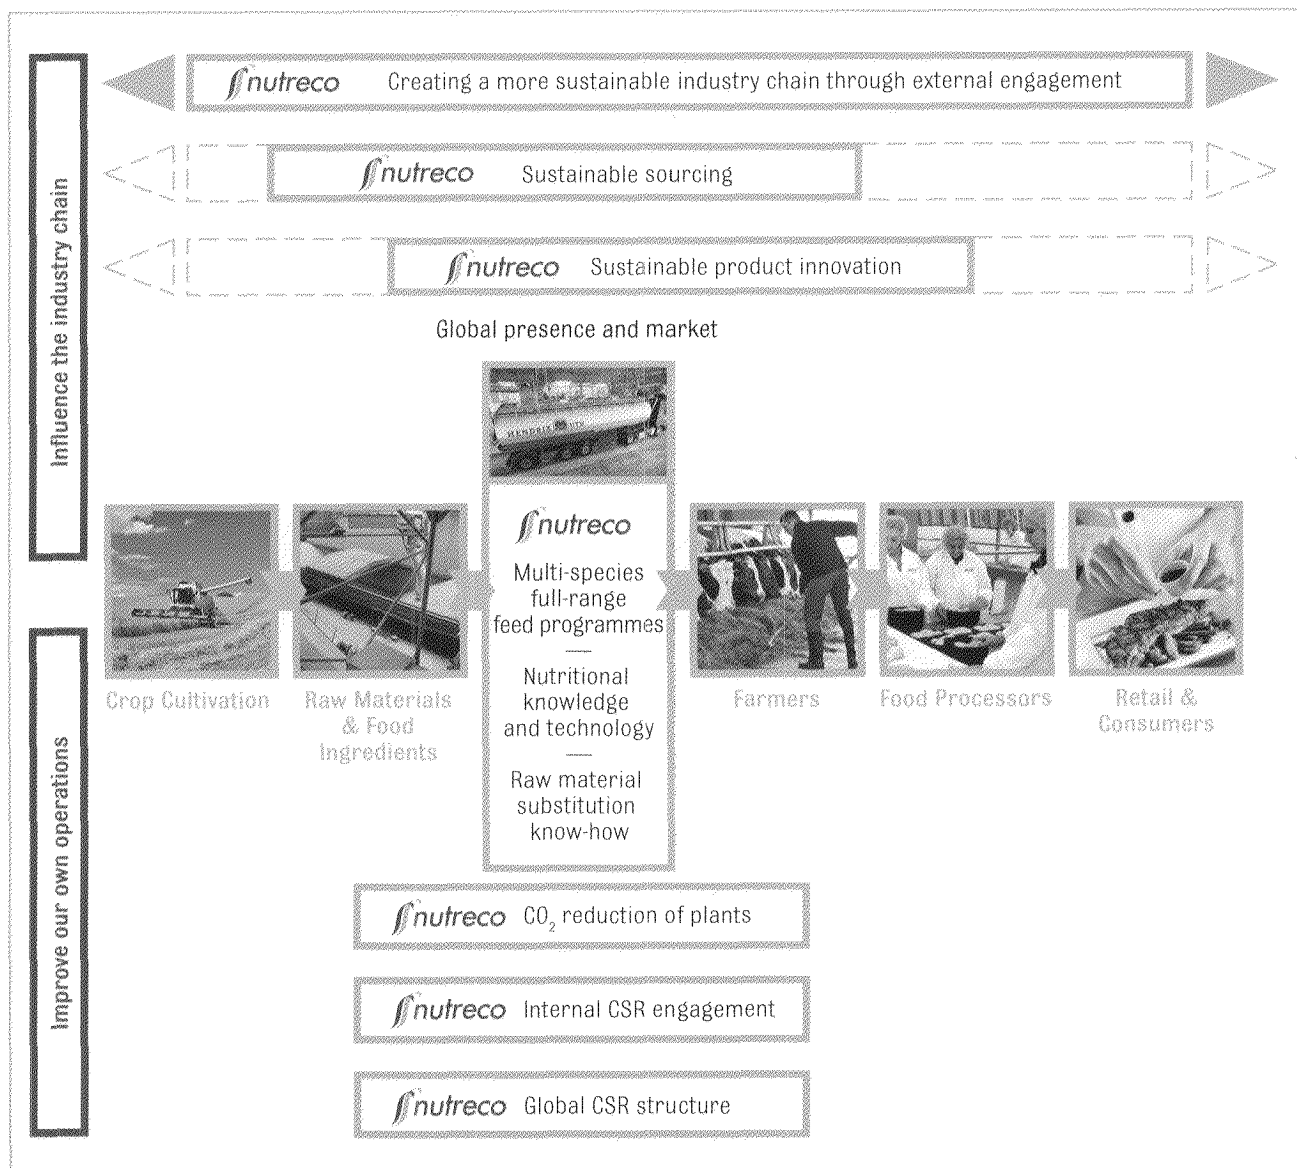 Influence the industry chain
nutreco Creating a more sustainable industry chain through external engagement
nutreco Sustainable sourcing
nutreco Sustainable product innovation
Global presence and market
HENDRIX UTD
nutreco
Multi-species
full-range
feed programmes
Nutritional
knowledge
and technology
Raw material
substitution
know-how
Crop Cultivation
Raw Materials
& Food
Ingredients
Farmers
Food Processors
Retail &
Consumers
Improve our own operations
nutreco CO₂ reduction of plants
nutreco Internal CSR engagement
nutreco Global CSR structure